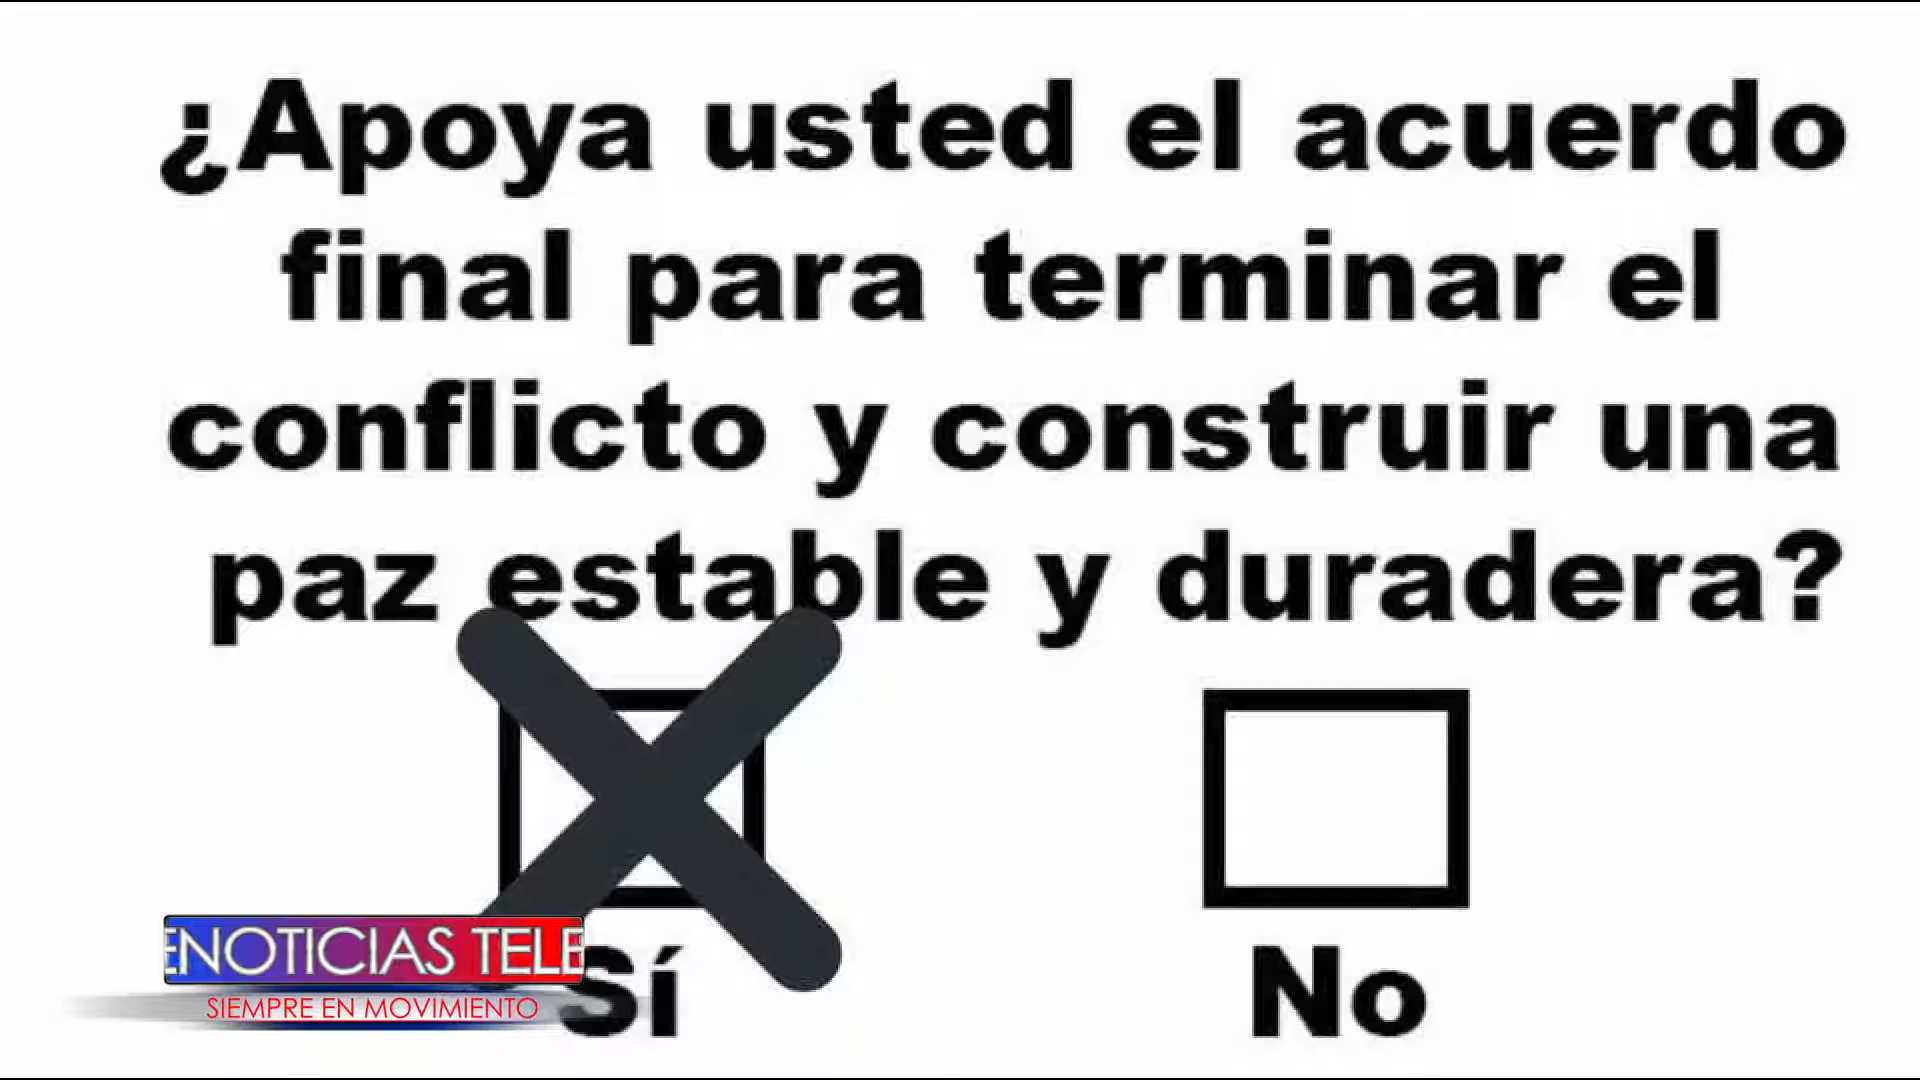 ¿Apoya usted el acuerdo
final para terminar el
conflicto y construir una
paz estable y duradera?
Sí
No
NOTICIAS TELE
SIEMPRE EN MOVIMIENTO